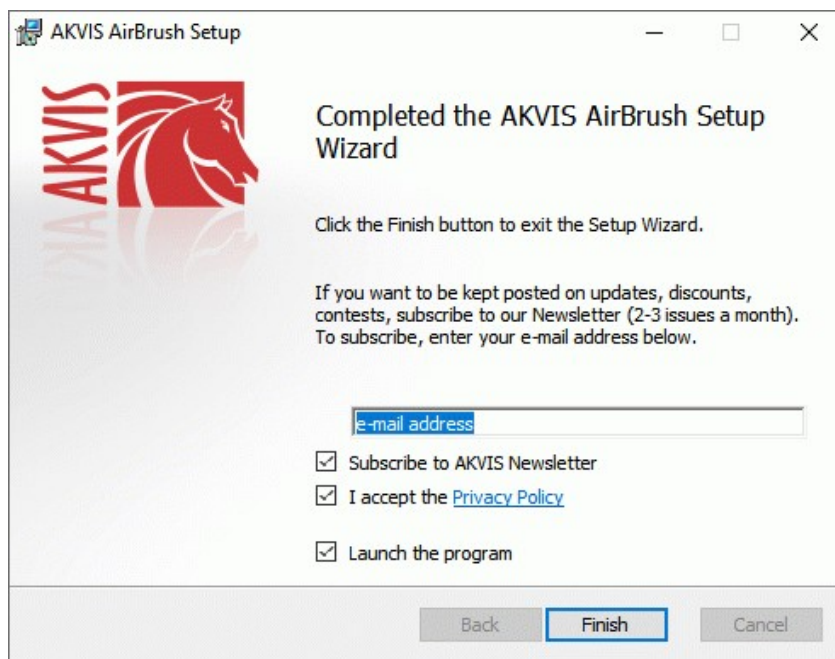 AKVIS AirBrush Setup
AKVIS
Completed the AKVIS AirBrush Setup
Wizard
Click the Finish button to exit the Setup Wizard.
If you want to be kept posted on updates, discounts,
contests, subscribe to our Newsletter (2-3 issues a month).
To subscribe, enter your e-mail address below.
e-mail address
Subscribe to AKVIS Newsletter
I accept the Privacy Policy
Launch the program
Back
Finish
Cancel